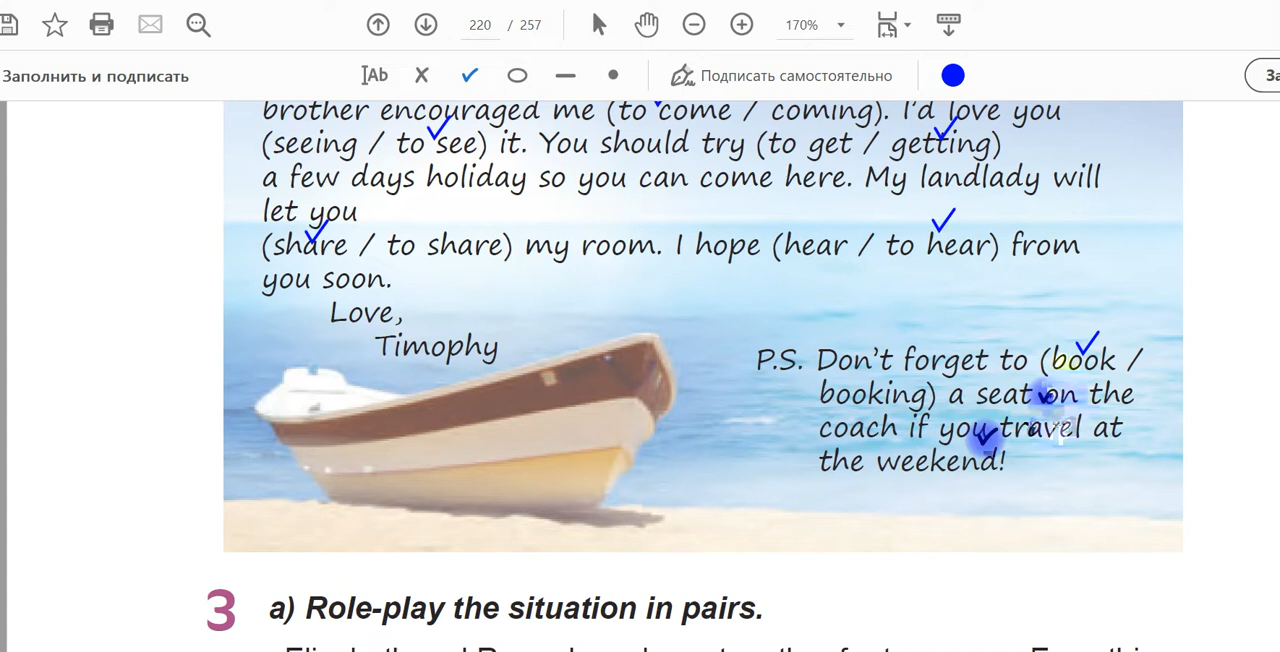 220 / 257
170%
Заполнить и подписать
Ab
Подписать самостоятельно
За
brother encouraged me (to come / coming). I'd love you
(seeing / to see) it. You should try (to get / getting)
a few days holiday so you can come here. My landlady will
let you
(share / to share) my room. I hope (hear / to hear) from
you soon.
Love,
Timophy
P.S. Don't forget to (book /
booking) a seat on the
coach if you travel at
the weekend!
3 a) Role-play the situation in pairs.